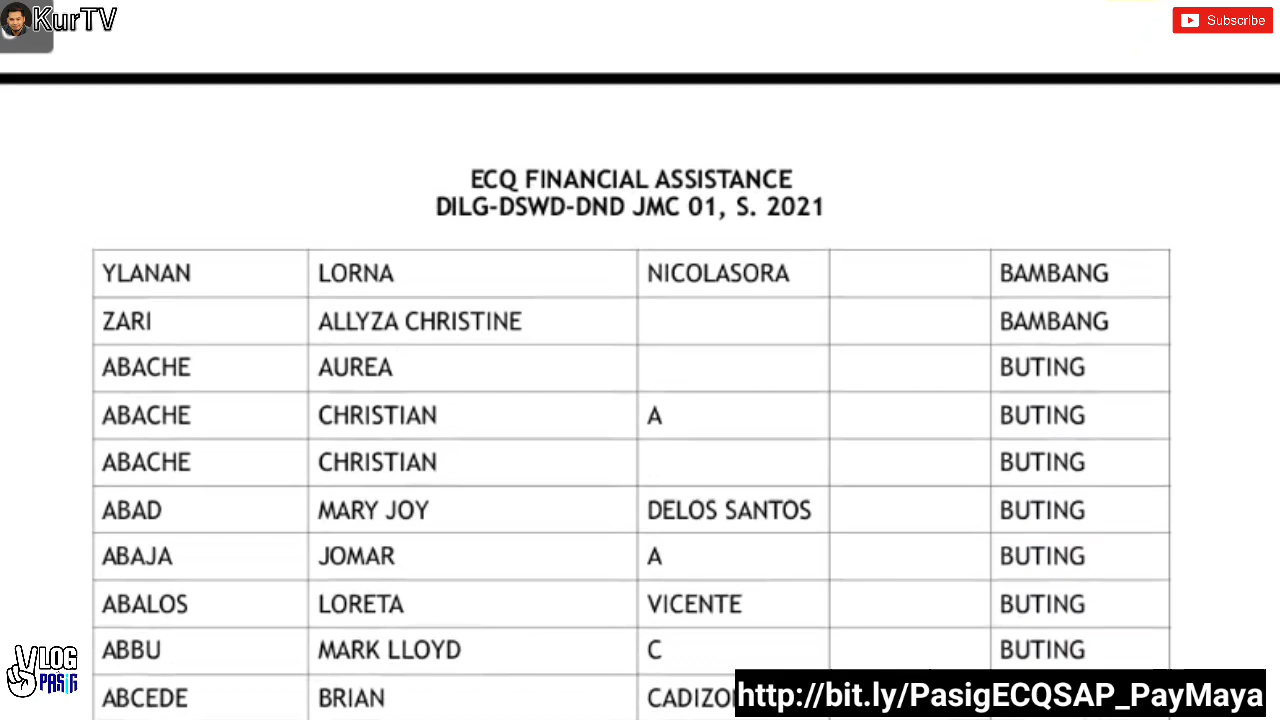 KurTV
Subscribe
ECQ FINANCIAL ASSISTANCE
DILG-DSWD-DND JMC 01, S. 2021
YLANAN LORNA NICOLASORA BAMBANG
ZARI ALLYZA CHRISTINE BAMBANG
ABACHE AUREA BUTING
ABACHE CHRISTIAN A BUTING
ABACHE CHRISTIAN BUTING
ABAD MARY JOY DELOS SANTOS BUTING
ABAJA JOMAR A BUTING
ABALOS LORETA VICENTE BUTING
ABBU MARK LLOYD C BUTING
ABCEDE BRIAN
VLOG
PASIG
http://bit.ly/PasigECQSAP_PayMaya